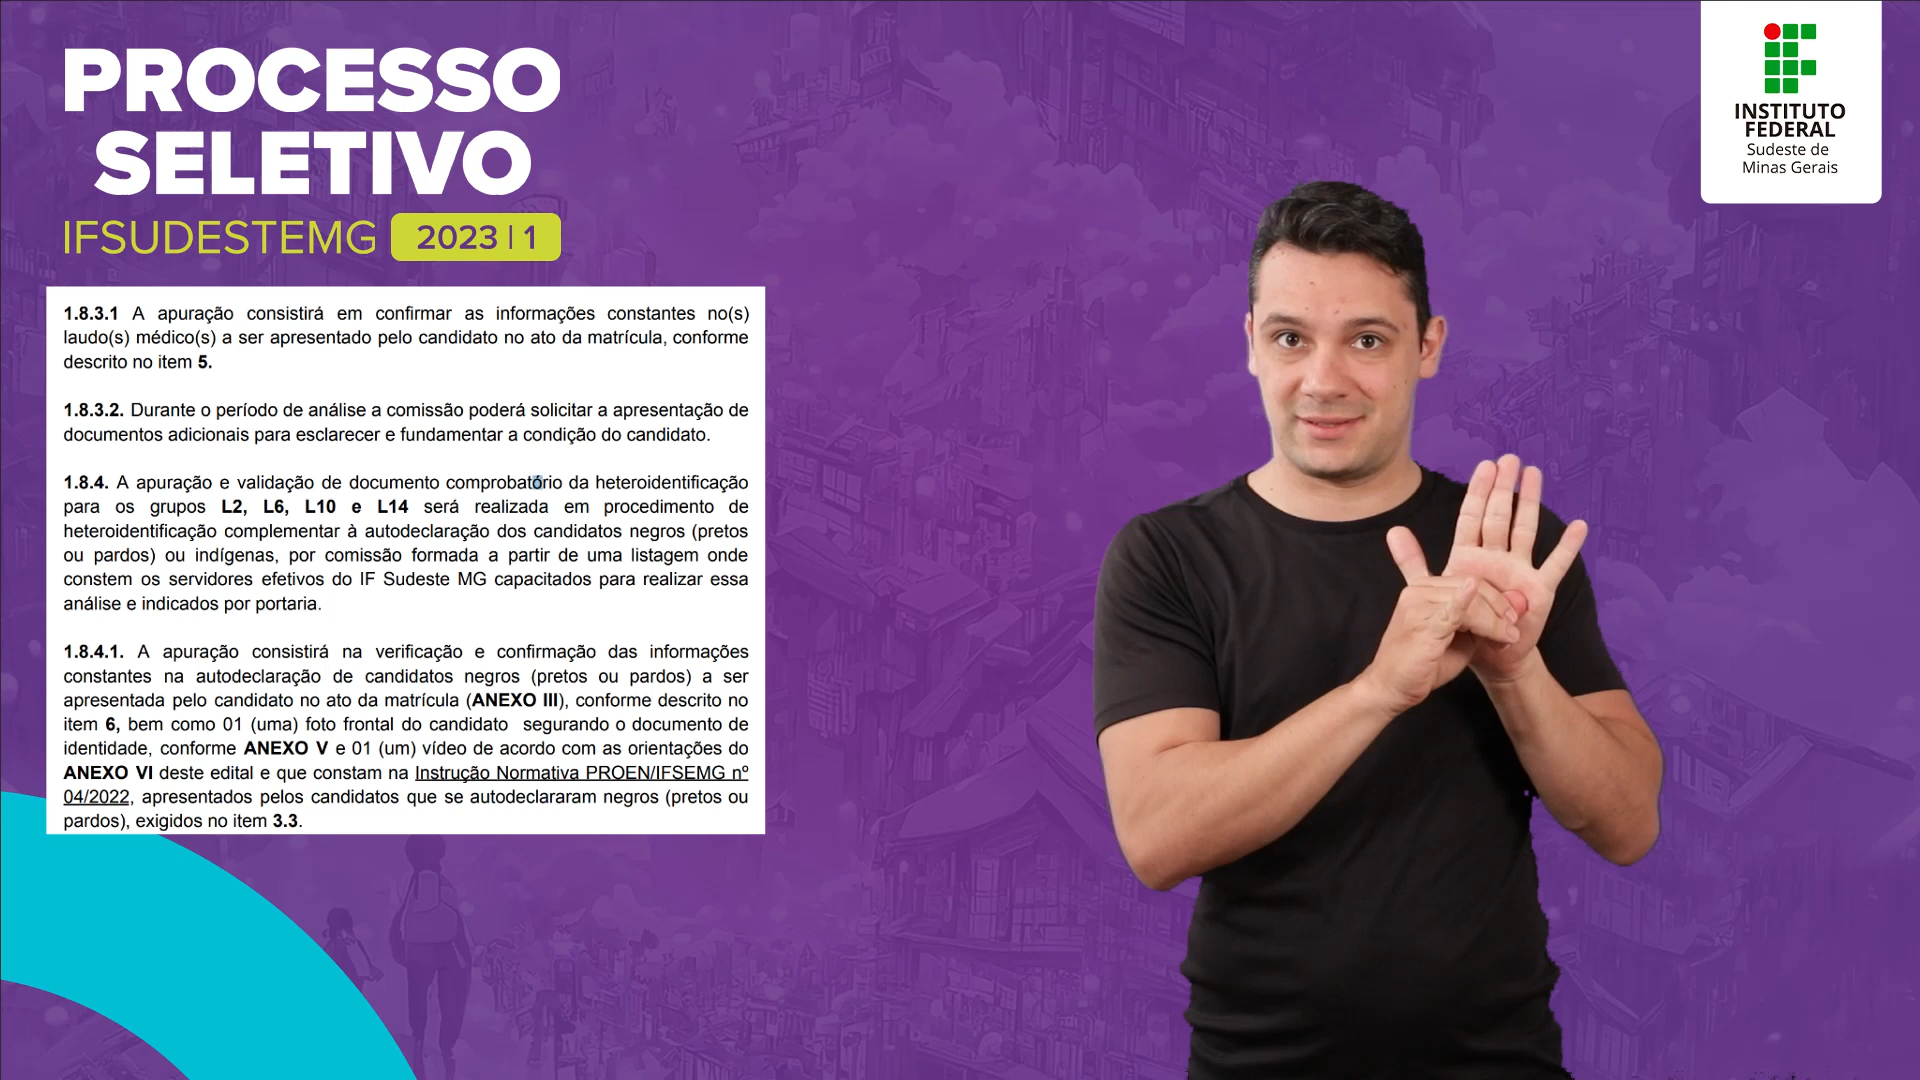 PROCESSO
SELETIVO
IFSUDESTEMG 2023 | 1
INSTITUTO
FEDERAL
Sudeste de
Minas Gerais
1.8.3.1 A apuração consistirá em confirmar as informações constantes no(s)
laudo(s) médico(s) a ser apresentado pelo candidato no ato da matrícula, conforme
descrito no item 5.
1.8.3.2. Durante o período de análise a comissão poderá solicitar a apresentação de
documentos adicionais para esclarecer e fundamentar a condição do candidato.
1.8.4. A apuração e validação de documento comprobatório da heteroidentificação
para os grupos L2, L6, L10 e L14 será realizada em procedimento de
heteroidentificação complementar à autodeclaração dos candidatos negros (pretos
ou pardos) ou indígenas, por comissão formada a partir de uma listagem onde
constem os servidores efetivos do IF Sudeste MG capacitados para realizar essa
análise e indicados por portaria.
1.8.4.1. A apuração consistirá na verificação e confirmação das informações
constantes na autodeclaração de candidatos negros (pretos ou pardos) a ser
apresentada pelo candidato no ato da matrícula (ANEXO III), conforme descrito no
item 6, bem como 01 (uma) foto frontal do candidato segurando o documento de
identidade, conforme ANEXO V e 01 (um) vídeo de acordo com as orientações do
ANEXO VI deste edital e que constam na Instrução Normativa PROEN/IFSEMG nº
04/2022, apresentados pelos candidatos que se autodeclararam negros (pretos ou
pardos), exigidos no item 3.3.